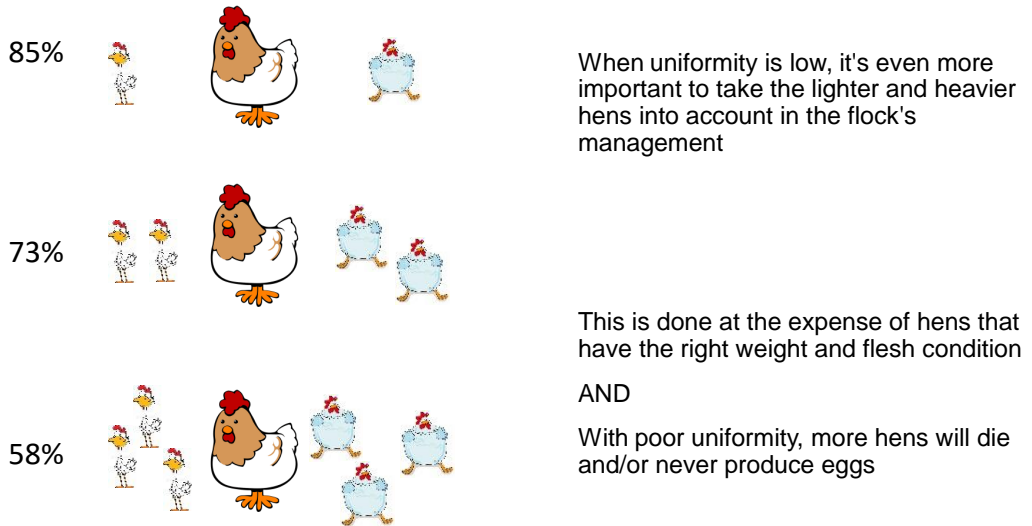 85%
When uniformity is low, it's even more
important to take the lighter and heavier
hens into account in the flock's
management
73%
This is done at the expense of hens that
have the right weight and flesh condition
AND
58%
With poor uniformity, more hens will die
and/or never produce eggs